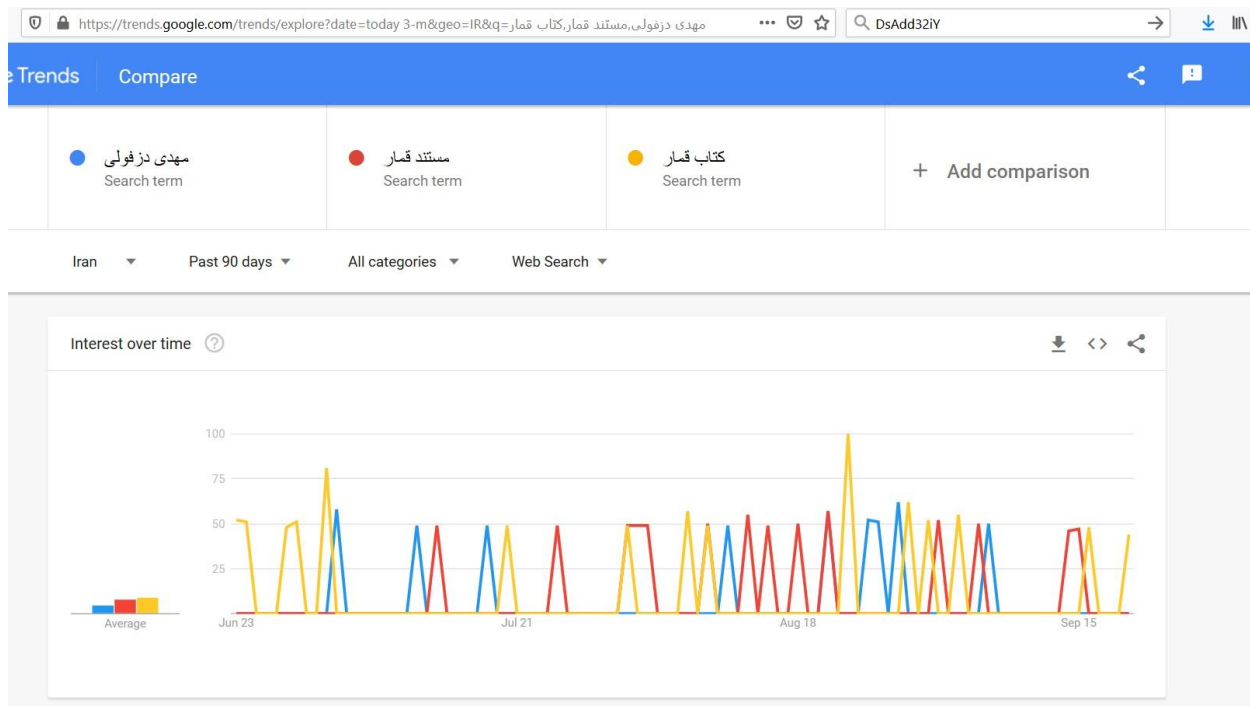 https://trends.google.com/trends/explore?date=today 3-m&geo=IR&q=مهدی دزفولی,مستند قمار,کتاب قمار
DsAdd32iY
Trends Compare
مهدی دزفولی
Search term
مستند قمار
Search term
کتاب قمار
Search term
+ Add comparison
Iran Past 90 days All categories Web Search
Interest over time
100
75
50
25
Average
Jun 23 Jul 21 Aug 18 Sep 15